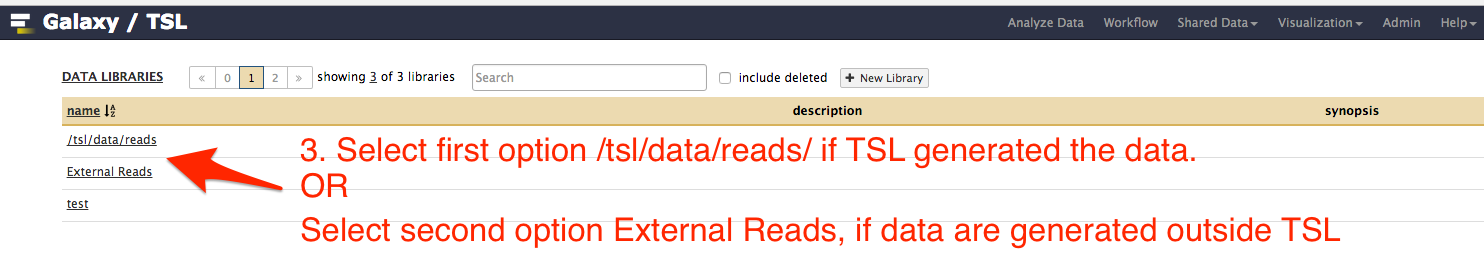 Galaxy / TSL
Analyze Data Workflow Shared Data Visualization Admin Help
DATA LIBRARIES « 0 1 2 » showing 3 of 3 libraries Search include deleted + New Library
name description synopsis
/tsl/data/reads
External Reads
test
3. Select first option /tsl/data/reads/ if TSL generated the data.
OR
Select second option External Reads, if data are generated outside TSL